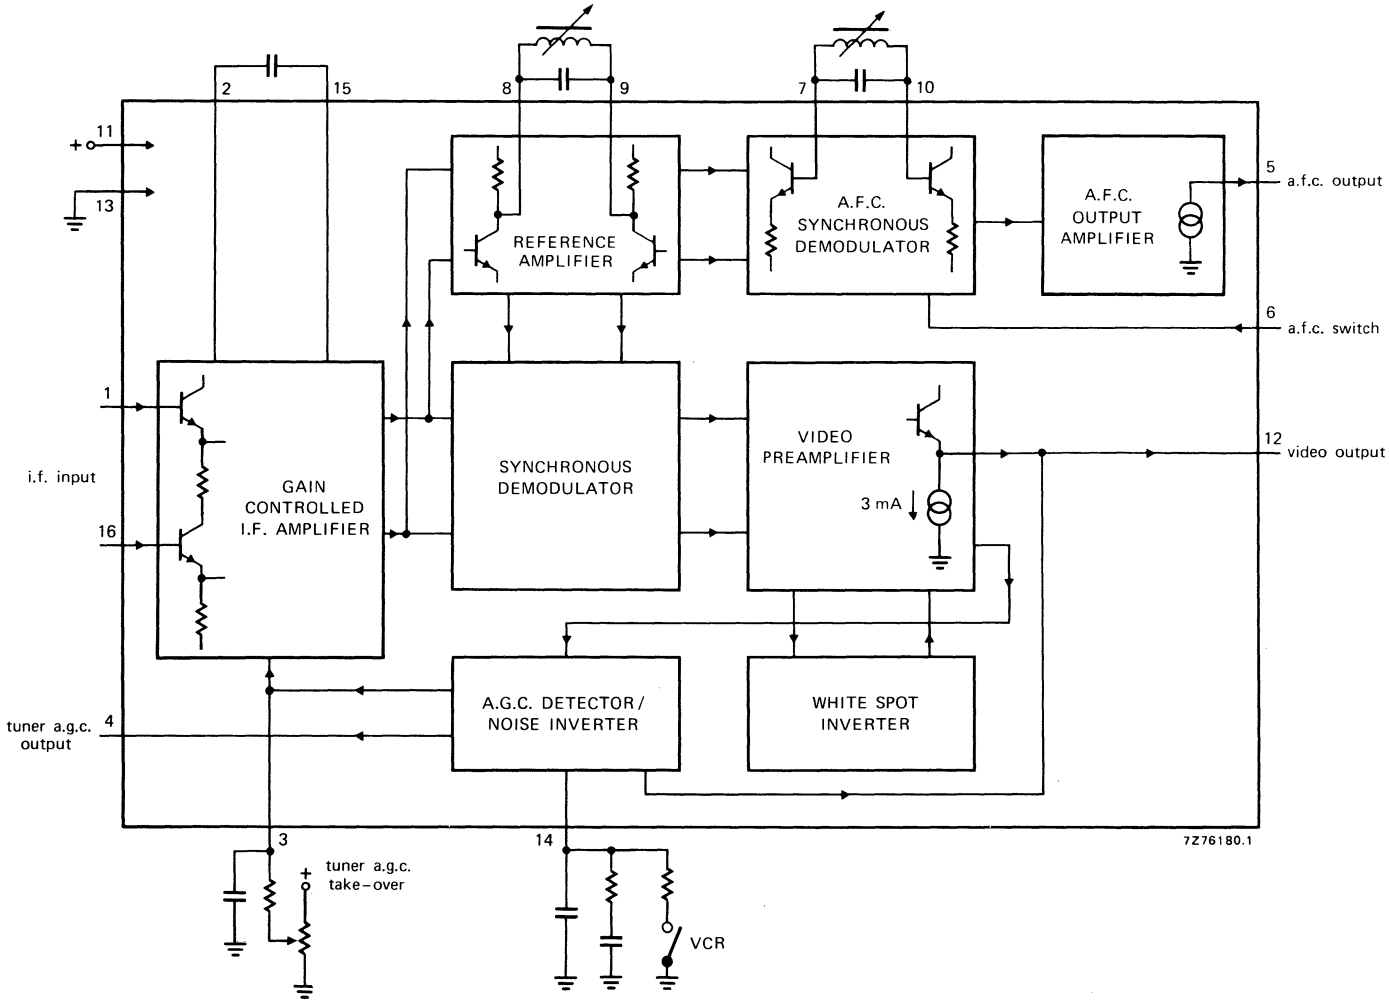 2 15 8 9 7 10
+ 11
13
REFERENCE
AMPLIFIER
A.F.C.
SYNCHRONOUS
DEMODULATOR
A.F.C.
OUTPUT
AMPLIFIER
5
a.f.c. output
6
a.f.c. switch
1
i.f. input
16
GAIN
CONTROLLED
I.F. AMPLIFIER
SYNCHRONOUS
DEMODULATOR
VIDEO
PREAMPLIFIER
3 mA
12
video output
tuner a.g.c. 4
output
A.G.C. DETECTOR/
NOISE INVERTER
WHITE SPOT
INVERTER
3
14
7Z76180.1
+
tuner a.g.c.
take-over
VCR